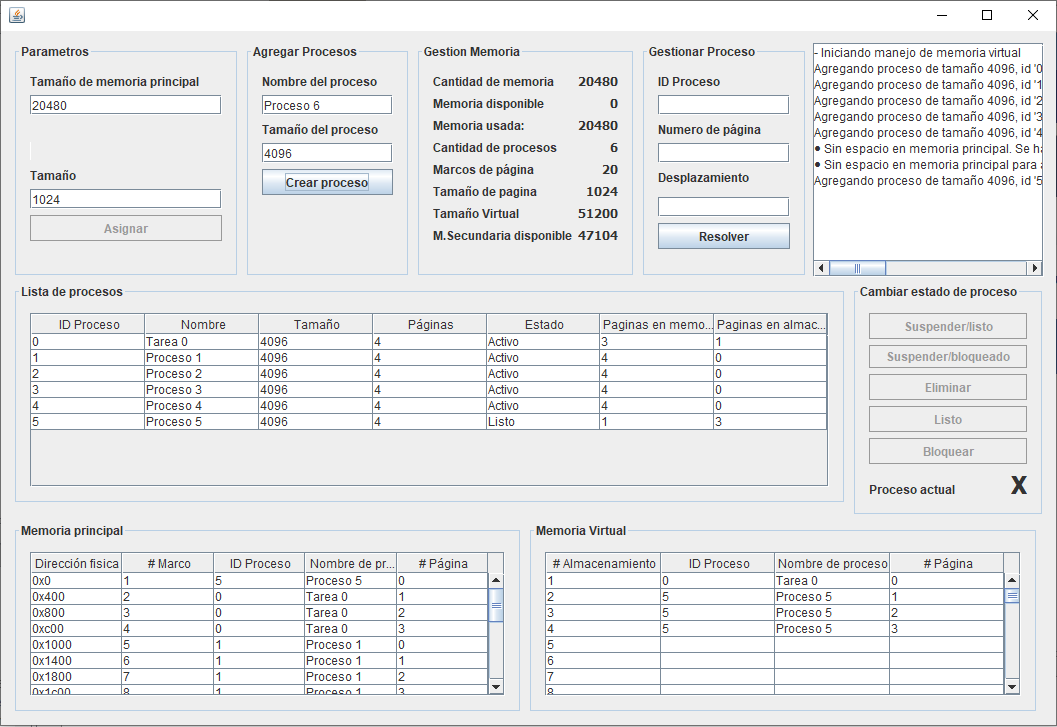 Parametros
Tamaño de memoria principal
20480
Tamaño
1024
Asignar
Agregar Procesos
Nombre del proceso
Proceso 6
Tamaño del proceso
4096
Crear proceso
Gestion Memoria
Cantidad de memoria 20480
Memoria disponible 0
Memoria usada: 20480
Cantidad de procesos 6
Marcos de página 20
Tamaño de pagina 1024
Tamaño Virtual 51200
M.Secundaria disponible 47104
Gestionar Proceso
ID Proceso
Numero de página
Desplazamiento
Resolver
- Iniciando manejo de memoria virtual
Agregando proceso de tamaño 4096, id '0
Agregando proceso de tamaño 4096, id '1
Agregando proceso de tamaño 4096, id '2
Agregando proceso de tamaño 4096, id '3
Agregando proceso de tamaño 4096, id '4
● Sin espacio en memoria principal. Se ha
● Sin espacio en memoria principal para a
Agregando proceso de tamaño 4096, id '5
Lista de procesos
ID Proceso Nombre Tamaño Páginas Estado Paginas en memo... Paginas en almac...
0 Tarea 0 4096 4 Activo 3 1
1 Proceso 1 4096 4 Activo 4 0
2 Proceso 2 4096 4 Activo 4 0
3 Proceso 3 4096 4 Activo 4 0
4 Proceso 4 4096 4 Activo 4 0
5 Proceso 5 4096 4 Listo 1 3
Cambiar estado de proceso
Suspender/listo
Suspender/bloqueado
Eliminar
Listo
Bloquear
Proceso actual X
Memoria principal
Dirección fisica # Marco ID Proceso Nombre de pr... # Página
0x0 1 5 Proceso 5 0
0x400 2 0 Tarea 0 1
0x800 3 0 Tarea 0 2
0xc00 4 0 Tarea 0 3
0x1000 5 1 Proceso 1 0
0x1400 6 1 Proceso 1 1
0x1800 7 1 Proceso 1 2
0x1c00 8 1 Proceso 1 3
Memoria Virtual
# Almacenamiento ID Proceso Nombre de proceso # Página
1 0 Tarea 0 0
2 5 Proceso 5 1
3 5 Proceso 5 2
4 5 Proceso 5 3
5
6
7
8